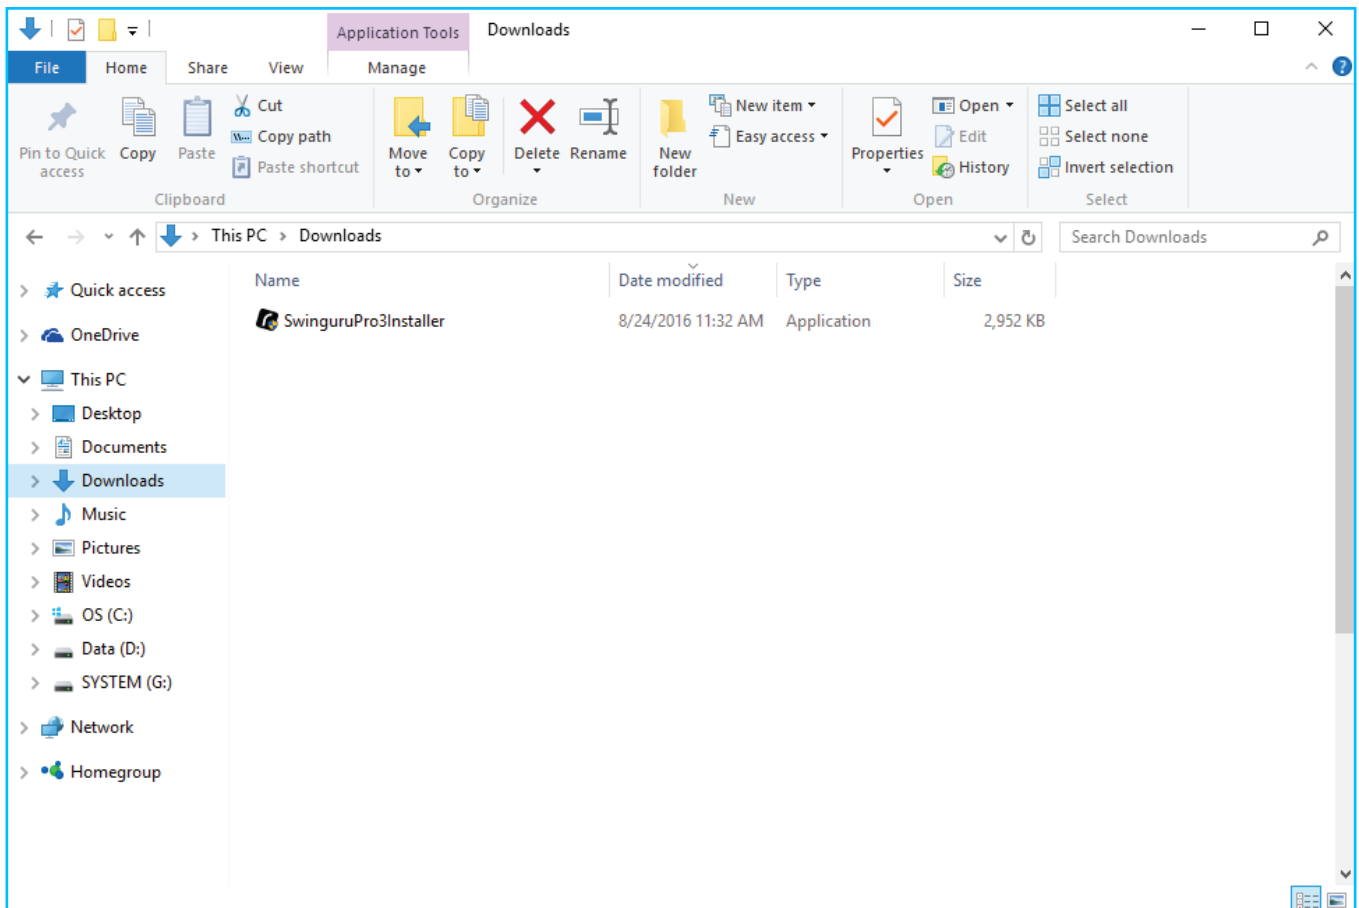 Application Tools Downloads
File Home Share View Manage
Pin to Quick access
Copy
Paste
Cut
Copy path
Paste shortcut
Move to
Copy to
Delete
Rename
New folder
New item
Easy access
Properties
Open
Edit
History
Select all
Select none
Invert selection
Clipboard Organize New Open Select
This PC > Downloads Search Downloads
Name Date modified Type Size
SwinguruPro3Installer 8/24/2016 11:32 AM Application 2,952 KB
Quick access
OneDrive
This PC
Desktop
Documents
Downloads
Music
Pictures
Videos
OS (C:)
Data (D:)
SYSTEM (G:)
Network
Homegroup